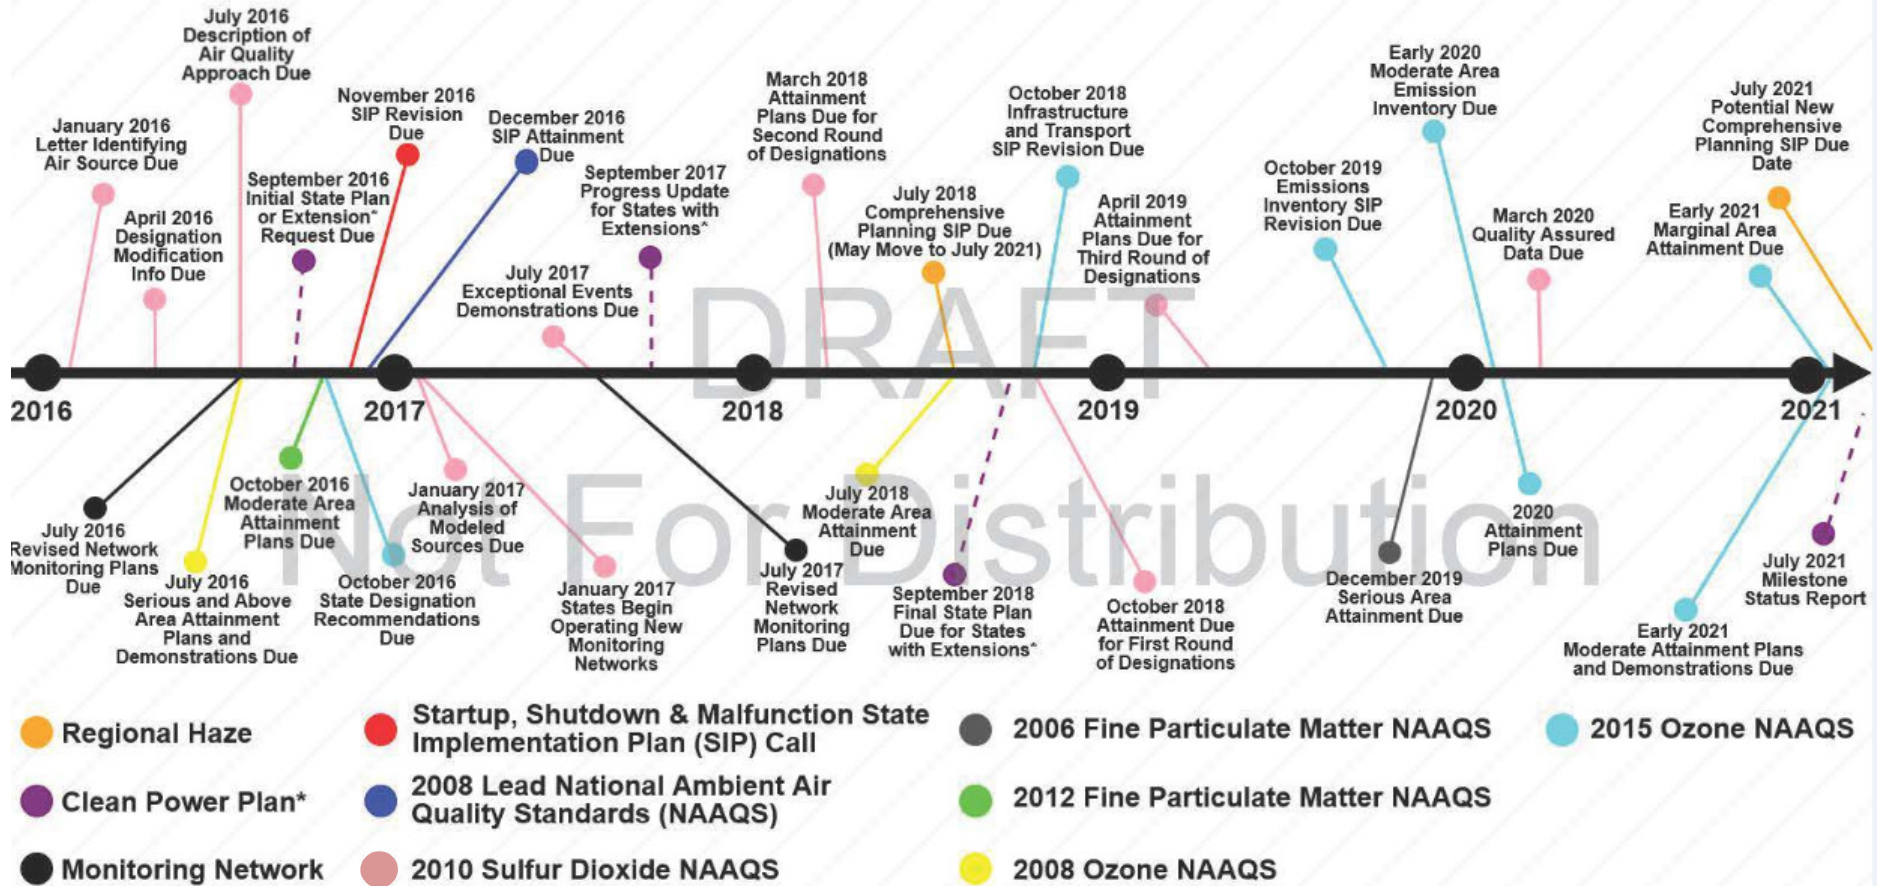 July 2016
Description of
Air Quality
Approach Due
January 2016
Letter Identifying
Air Source Due
April 2016
Designation
Modification
Info Due
September 2016
Initial State Plan
or Extension^
Request Due
November 2016
SIP Revision
Due
December 2016
SIP Attainment
Due
July 2017
Exceptional Events
Demonstrations Due
September 2017
Progress Update
for States with
Extensions^
March 2018
Attainment
Plans Due for
Second Round
of Designations
July 2018
Comprehensive
Planning SIP Due
(May Move to July 2021)
October 2018
Infrastructure
and Transport
SIP Revision Due
April 2019
Attainment
Plans Due for
Third Round of
Designations
October 2019
Emissions
Inventory SIP
Revision Due
Early 2020
Moderate Area
Emission
Inventory Due
March 2020
Quality Assured
Data Due
Early 2021
Marginal Area
Attainment Due
July 2021
Potential New
Comprehensive
Planning SIP Due
Date
DRAFT
2016
2017
2018
2019
2020
2021
Not For Distribution
July 2016
Revised Network
Monitoring Plans
Due
July 2016
Serious and Above
Area Attainment
Plans and
Demonstrations Due
October 2016
Moderate Area
Attainment
Plans Due
October 2016
State Designation
Recommendations
Due
January 2017
Analysis of
Modeled
Sources Due
January 2017
States Begin
Operating New
Monitoring
Networks
July 2017
Revised
Network
Monitoring
Plans Due
July 2018
Moderate Area
Attainment
Due
September 2018
Final State Plan
Due for States
with Extensions^
October 2018
Attainment Due
for First Round
of Designations
December 2019
Serious Area
Attainment Due
2020
Attainment
Plans Due
Early 2021
Moderate Attainment Plans
and Demonstrations Due
July 2021
Milestone
Status Report
Regional Haze
Clean Power Plan*
Monitoring Network
Startup, Shutdown & Malfunction State
Implementation Plan (SIP) Call
2008 Lead National Ambient Air
Quality Standards (NAAQS)
2010 Sulfur Dioxide NAAQS
2006 Fine Particulate Matter NAAQS
2012 Fine Particulate Matter NAAQS
2008 Ozone NAAQS
2015 Ozone NAAQS